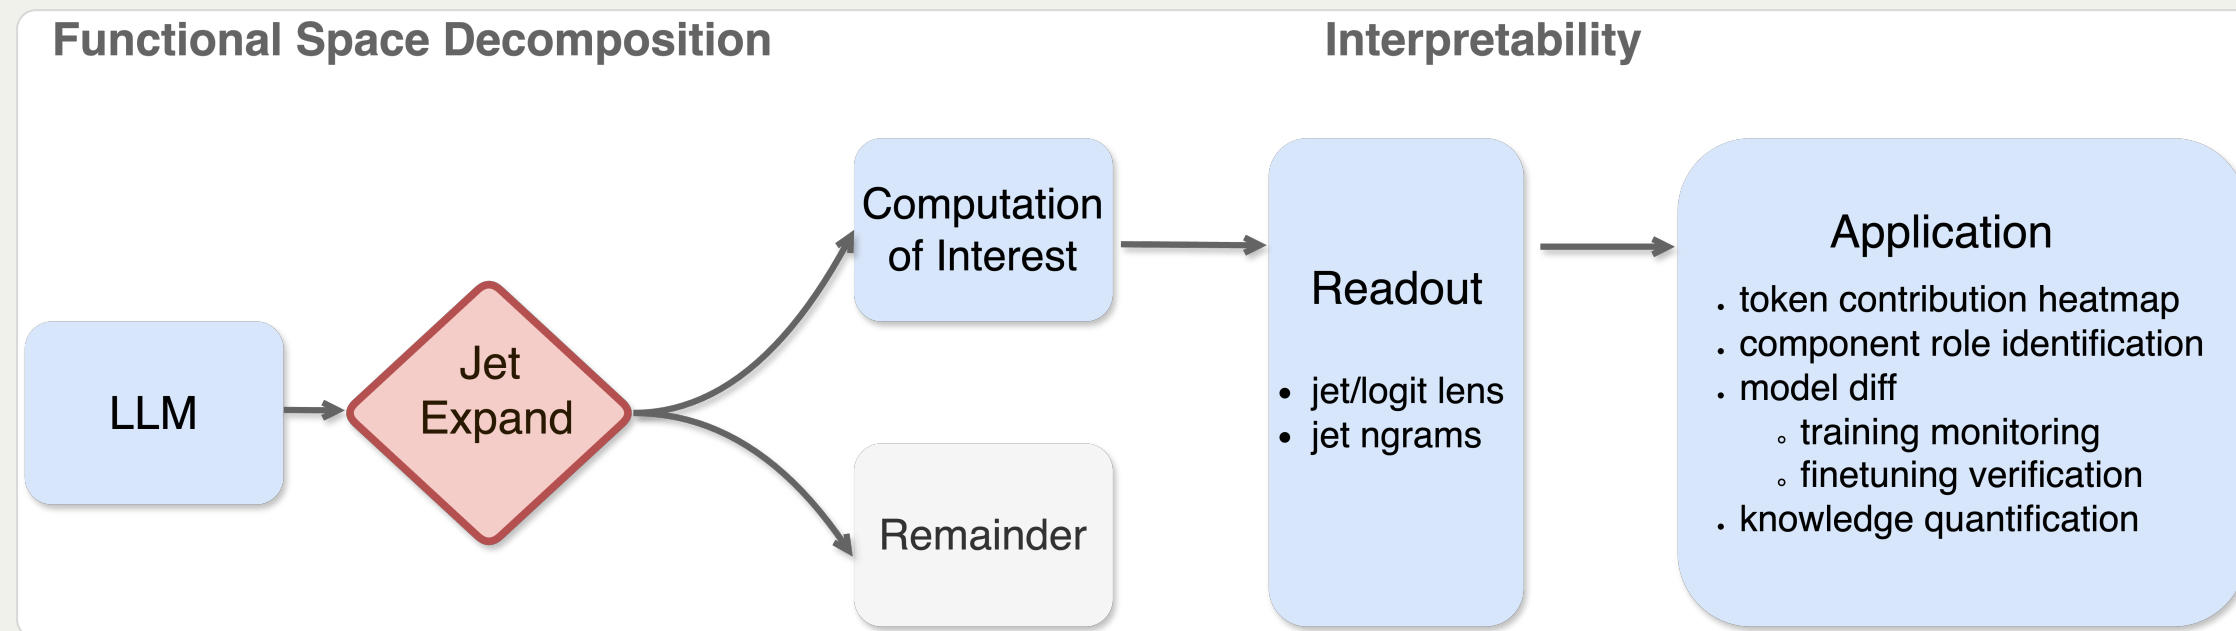 Functional Space Decomposition
Interpretability
LLM
Jet
Expand
Computation
of Interest
Remainder
Readout
• jet/logit lens
• jet ngrams
Application
• token contribution heatmap
• component role identification
• model diff
◦ training monitoring
◦ finetuning verification
• knowledge quantification